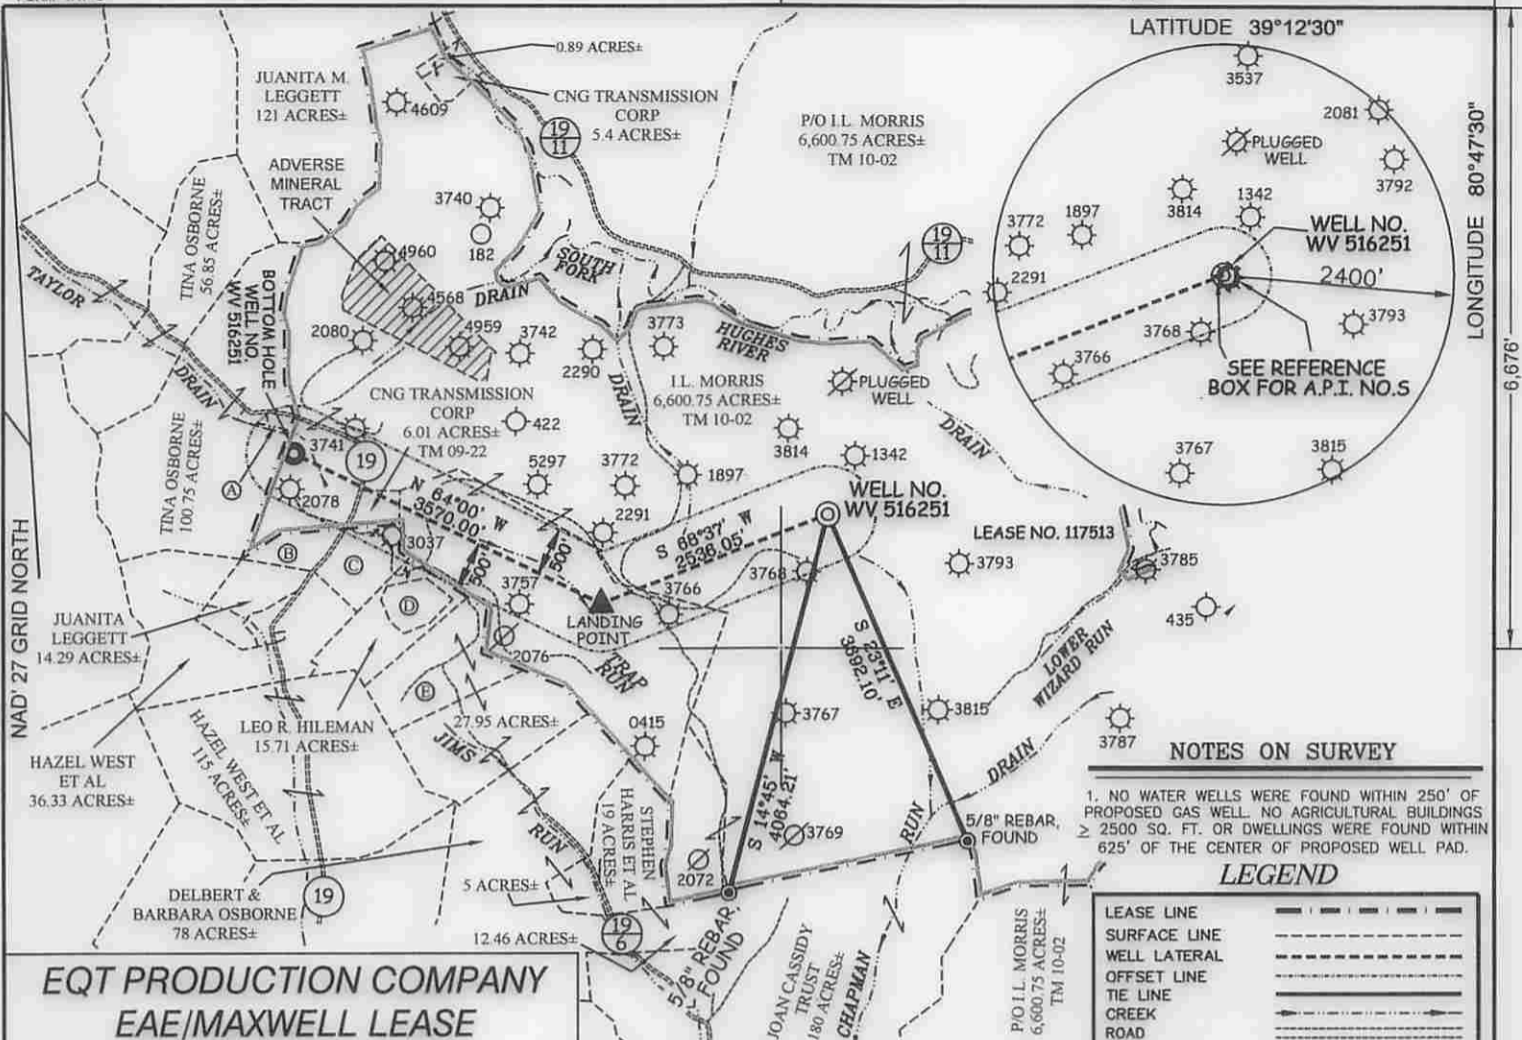 LATITUDE 39°12'30"
LONGITUDE 80°47'30"
6,676'
3537
2081
PLUGGED
WELL
3792
3814
1342
3772
1897
WELL NO.
WV 516251
2291
2400'
3768
3793
3766
SEE REFERENCE
BOX FOR A.P.I. NO.S
3767
3815
0.89 ACRES±
JUANITA M.
LEGGETT
121 ACRES±
4609
CNG TRANSMISSION
CORP
5.4 ACRES±
19
11
P/O I.L. MORRIS
6,600.75 ACRES±
TM 10-02
ADVERSE
MINERAL
TRACT
3740
182
19
11
TINA OSBORNE
56.85 ACRES±
4960
SOUTH
FORK
TAYLOR
DRAIN
BOTTOM HOLE
WELL NO.
WV 516251
4568
DRAIN
2080
4959
3742
2290
3773
HUGHES
RIVER
DRAIN
I.L. MORRIS
6,600.75 ACRES±
TM 10-02
PLUGGED
WELL
CNG TRANSMISSION
CORP
6.01 ACRES±
TM 09-22
422
3814
1342
DRAIN
TINA OSBORNE
100.75 ACRES±
3741
19
A
2078
5297
3772
1897
N 64°00' W
3570.00'
2291
WELL NO.
WV 516251
S 68°37' W
2536.05'
LEASE NO. 117513
3037
500'
500'
B
C
D
E
3757
3768
3766
3793
3785
435
LANDING
POINT
NAD' 27 GRID NORTH
JUANITA
LEGGETT
14.29 ACRES±
2076
TRAP
RUN
S 23°11' E
3892.10'
LOWER
WIZARD RUN
LEO R. HILEMAN
15.71 ACRES±
27.95 ACRES±
0415
3767
3815
3787
HAZEL WEST
ET AL
36.33 ACRES±
HAZEL WEST ET AL
115 ACRES±
JIMS
RUN
S 14°45' W
4064.21'
DRAIN
STEPHEN
HARRIS ET AL
19 ACRES±
3769
RUN
5/8" REBAR,
FOUND
2072
NOTES ON SURVEY
1. NO WATER WELLS WERE FOUND WITHIN 250' OF
PROPOSED GAS WELL. NO AGRICULTURAL BUILDINGS
≥ 2500 SQ. FT. OR DWELLINGS WERE FOUND WITHIN
625' OF THE CENTER OF PROPOSED WELL PAD.
DELBERT &
BARBARA OSBORNE
78 ACRES±
19
5 ACRES±
12.46 ACRES±
19
6
5/8" REBAR,
FOUND
JOAN CASSIDY
TRUST
180 ACRES±
CHAPMAN
P/O I.L. MORRIS
6,600.75 ACRES±
TM 10-02
LEGEND
LEASE LINE
SURFACE LINE
WELL LATERAL
OFFSET LINE
TIE LINE
CREEK
ROAD
EQT PRODUCTION COMPANY
EAE/MAXWELL LEASE